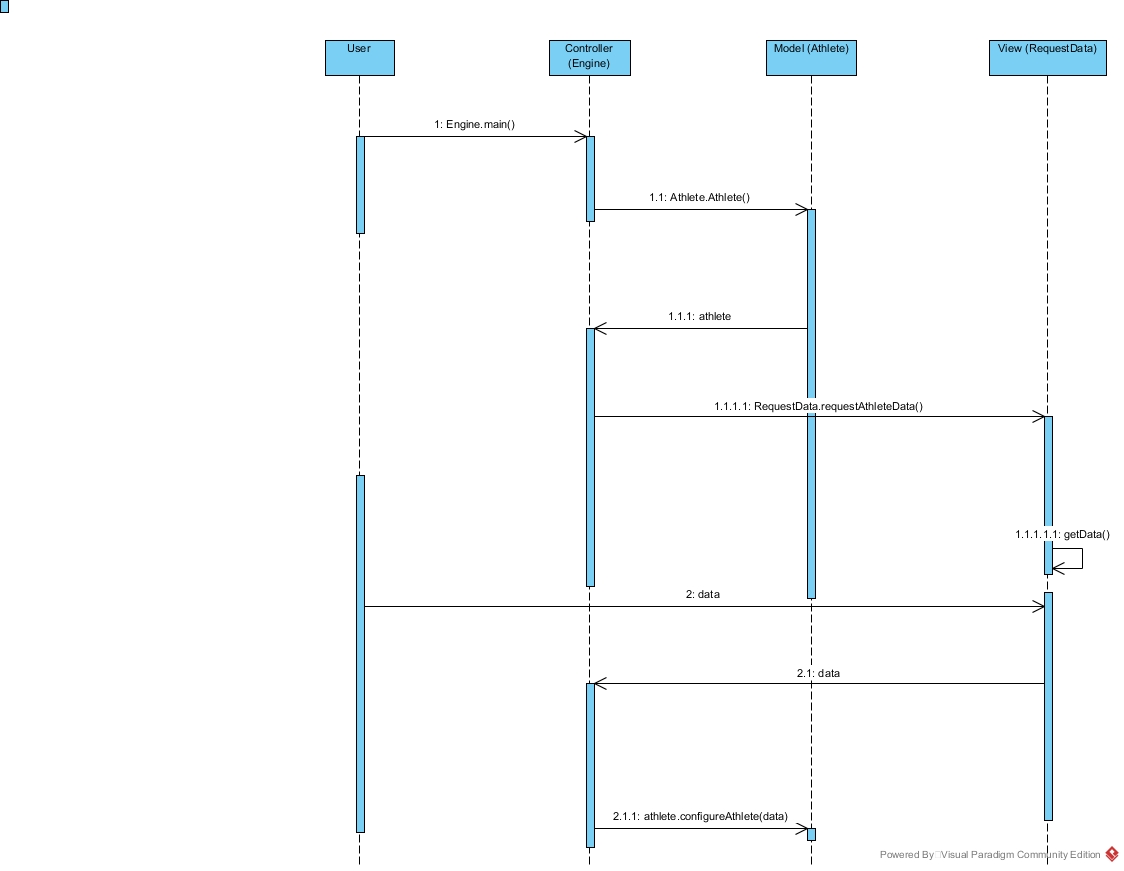 User
Controller
(Engine)
Model (Athlete)
View (RequestData)
1: Engine.main()
1.1: Athlete.Athlete()
1.1.1: athlete
1.1.1.1: RequestData.requestAthleteData()
1.1.1.1.1: getData()
2: data
2.1: data
2.1.1: athlete.configureAthlete(data)
Powered By Visual Paradigm Community Edition